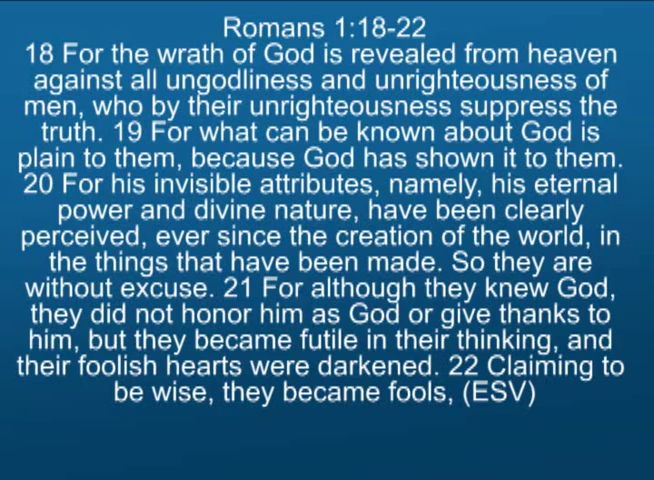 Romans 1:18-22
18 For the wrath of God is revealed from heaven
against all ungodliness and unrighteousness of
men, who by their unrighteousness suppress the
truth. 19 For what can be known about God is
plain to them, because God has shown it to them.
20 For his invisible attributes, namely, his eternal
power and divine nature, have been clearly
perceived, ever since the creation of the world, in
the things that have been made. So they are
without excuse. 21 For although they knew God,
they did not honor him as God or give thanks to
him, but they became futile in their thinking, and
their foolish hearts were darkened. 22 Claiming to
be wise, they became fools, (ESV)